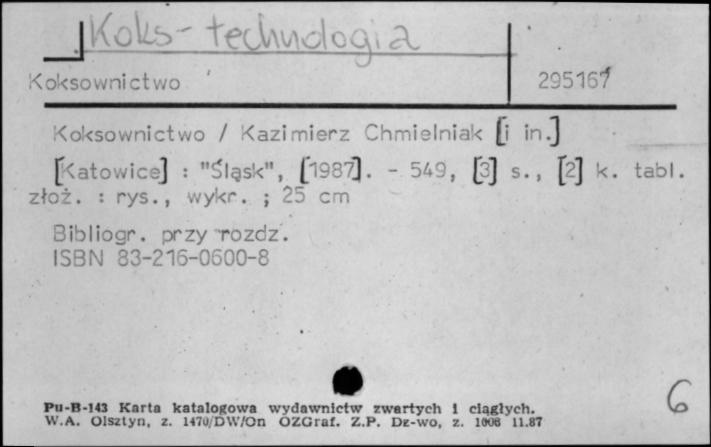 Koks - technologia
Koksownictwo 295167
Koksownictwo / Kazimierz Chmielniak [i in.]
[Katowice] : "Śląsk", [1987]. - 549, [3] s., [2] k. tabl.
złoż. : rys., wykr. ; 25 cm
Bibliogr. przy rozdz.
ISBN 83-216-0600-8
6
Pu-B-143 Karta katalogowa wydawnictw zwartych i ciągłych.
W.A. Olsztyn, z. 1470/DW/On OZGraf. Z.P. Dz-wo, z. 1006 11.87